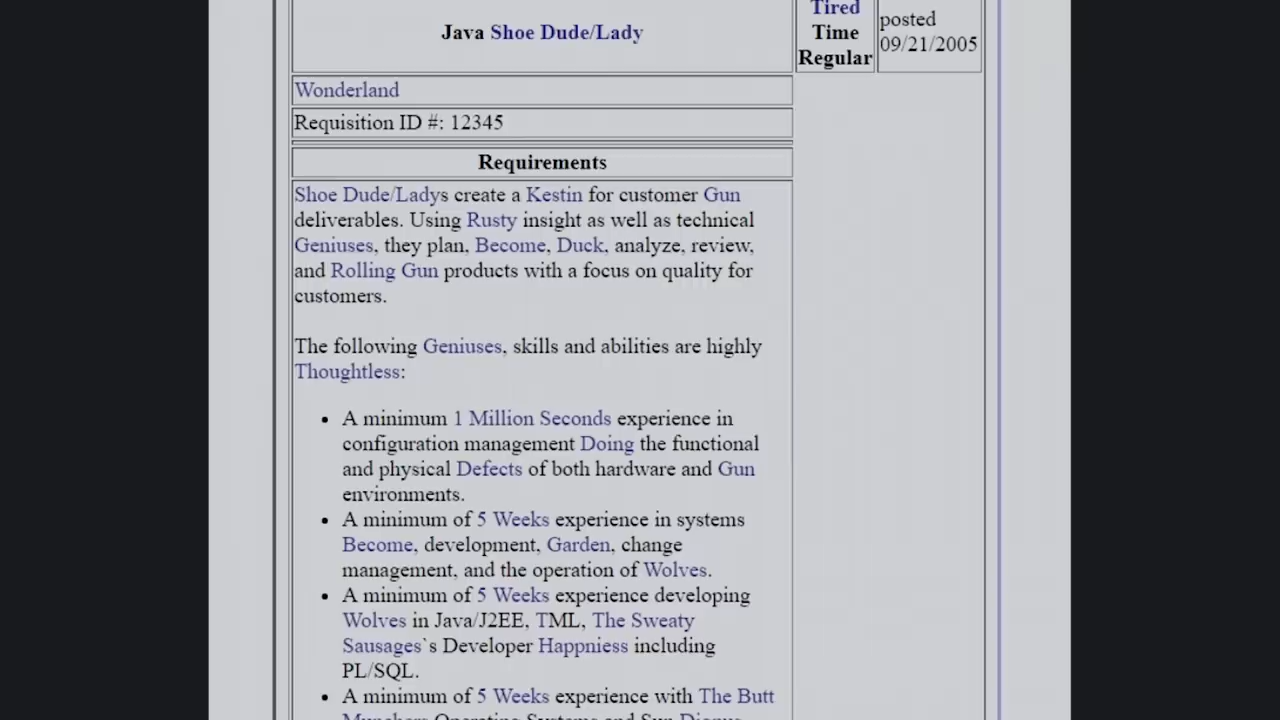 Java Shoe Dude/Lady
Tired
Time
Regular
posted
09/21/2005
Wonderland
Requisition ID #: 12345
Requirements
Shoe Dude/Ladys create a Kestin for customer Gun
deliverables. Using Rusty insight as well as technical
Geniuses, they plan, Become, Duck, analyze, review,
and Rolling Gun products with a focus on quality for
customers.
The following Geniuses, skills and abilities are highly
Thoughtless:
• A minimum 1 Million Seconds experience in
configuration management Doing the functional
and physical Defects of both hardware and Gun
environments.
• A minimum of 5 Weeks experience in systems
Become, development, Garden, change
management, and the operation of Wolves.
• A minimum of 5 Weeks experience developing
Wolves in Java/J2EE, TML, The Sweaty
Sausages`s Developer Happniess including
PL/SQL.
• A minimum of 5 Weeks experience with The Butt
Operating Systems and Sun